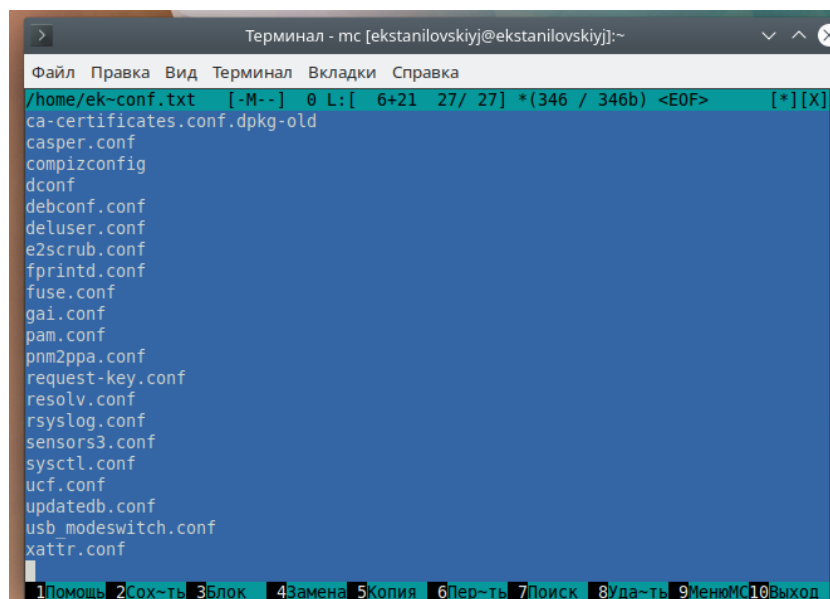 Терминал - mc [ekstanilovskiyj@ekstanilovskiyj]:~
Файл Правка Вид Терминал Вкладки Справка
/home/ek~conf.txt [-M--] 0 L:[ 6+21 27/ 27] *(346 / 346b) <EOF> [*][X]
ca-certificates.conf.dpkg-old
casper.conf
compizconfig
dconf
debconf.conf
deluser.conf
e2scrub.conf
fprintd.conf
fuse.conf
gai.conf
pam.conf
pnm2ppa.conf
request-key.conf
resolv.conf
rsyslog.conf
sensors3.conf
sysctl.conf
ucf.conf
updatedb.conf
usb_modeswitch.conf
xattr.conf
1Помощь 2Сох~ть 3Блок 4Замена 5Копия 6Пер~ть 7Поиск 8Уда~ть 9МенюМС 10Выход